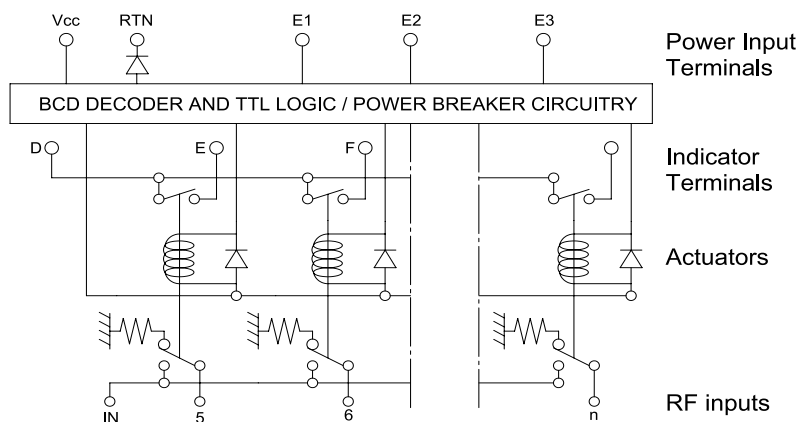 Vcc RTN E1 E2 E3
Power Input
Terminals
BCD DECODER AND TTL LOGIC / POWER BREAKER CIRCUITRY
D E F
Indicator
Terminals
Actuators
IN 5 6 n
RF inputs